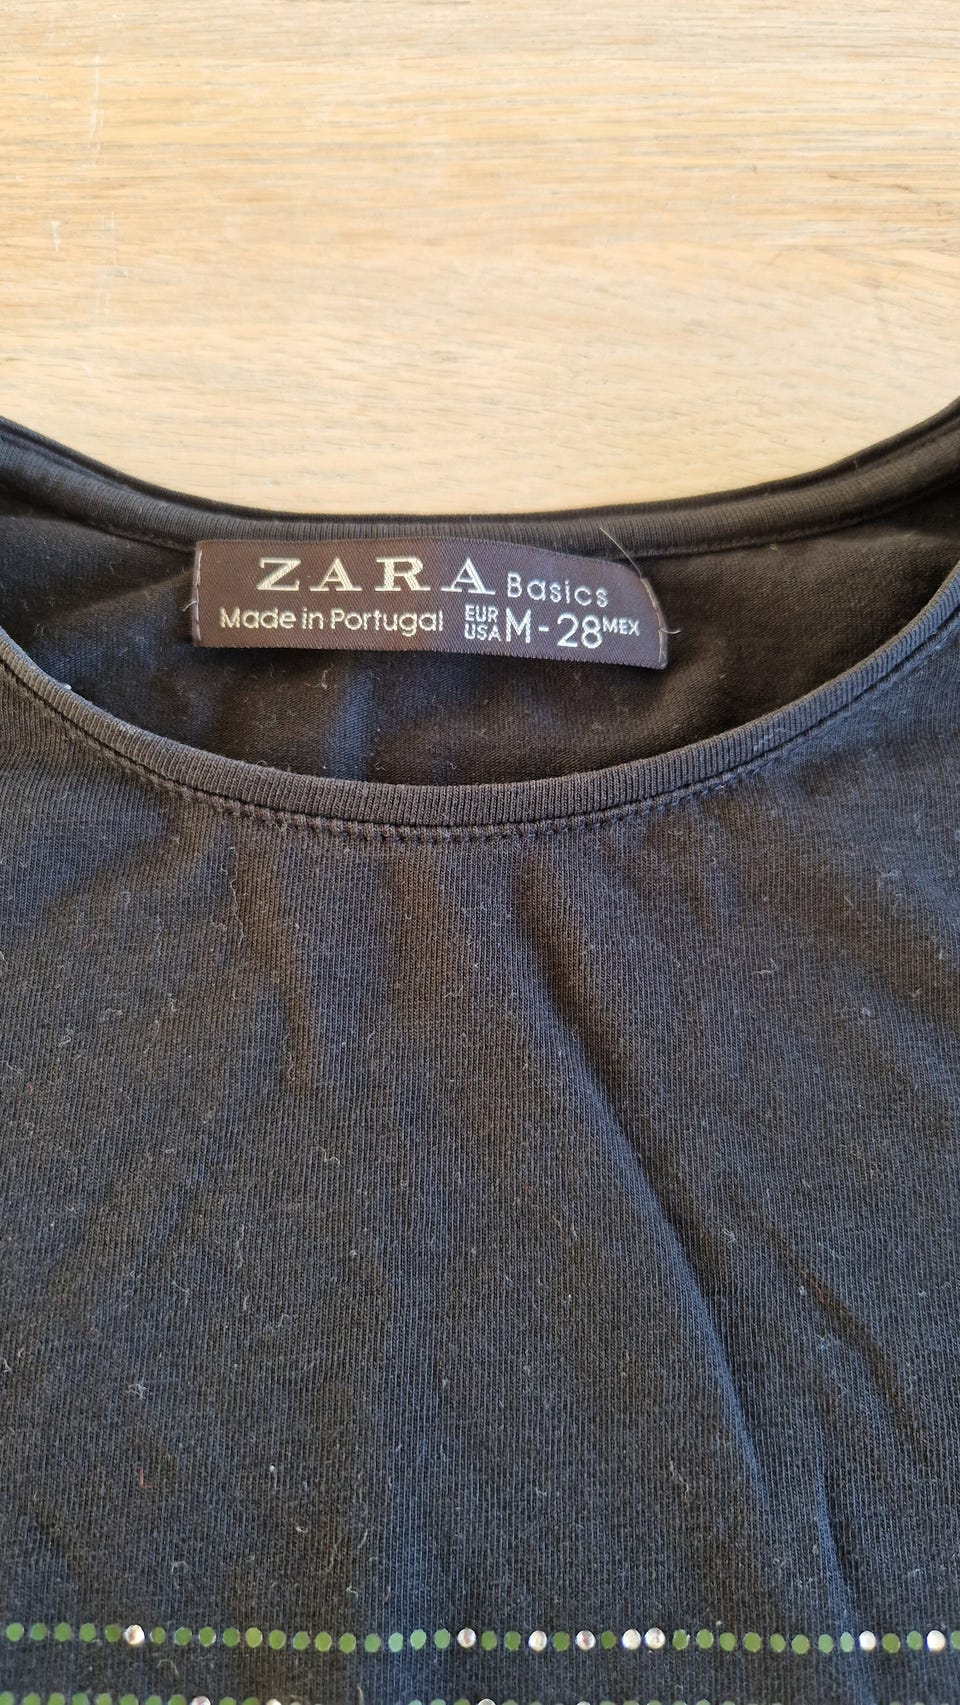 ZARA Basics
Made in Portugal EUR USA M - 28 MEX